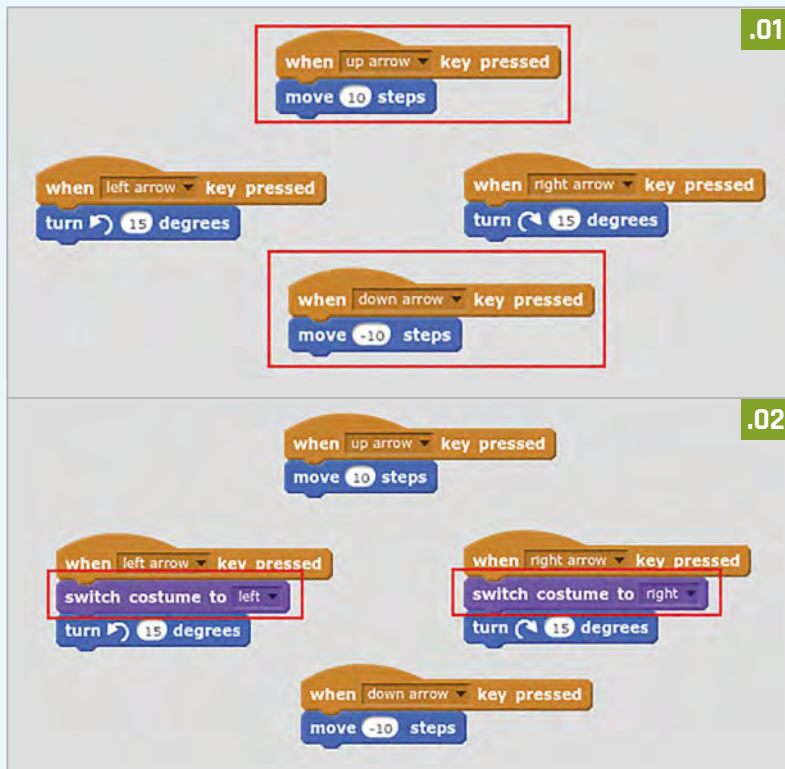 .01
when up arrow key pressed
move 10 steps
when left arrow key pressed
turn 15 degrees
when right arrow key pressed
turn 15 degrees
when down arrow key pressed
move -10 steps
.02
when up arrow key pressed
move 10 steps
when left arrow key pressed
switch costume to left
turn 15 degrees
when right arrow key pressed
switch costume to right
turn 15 degrees
when down arrow key pressed
move -10 steps